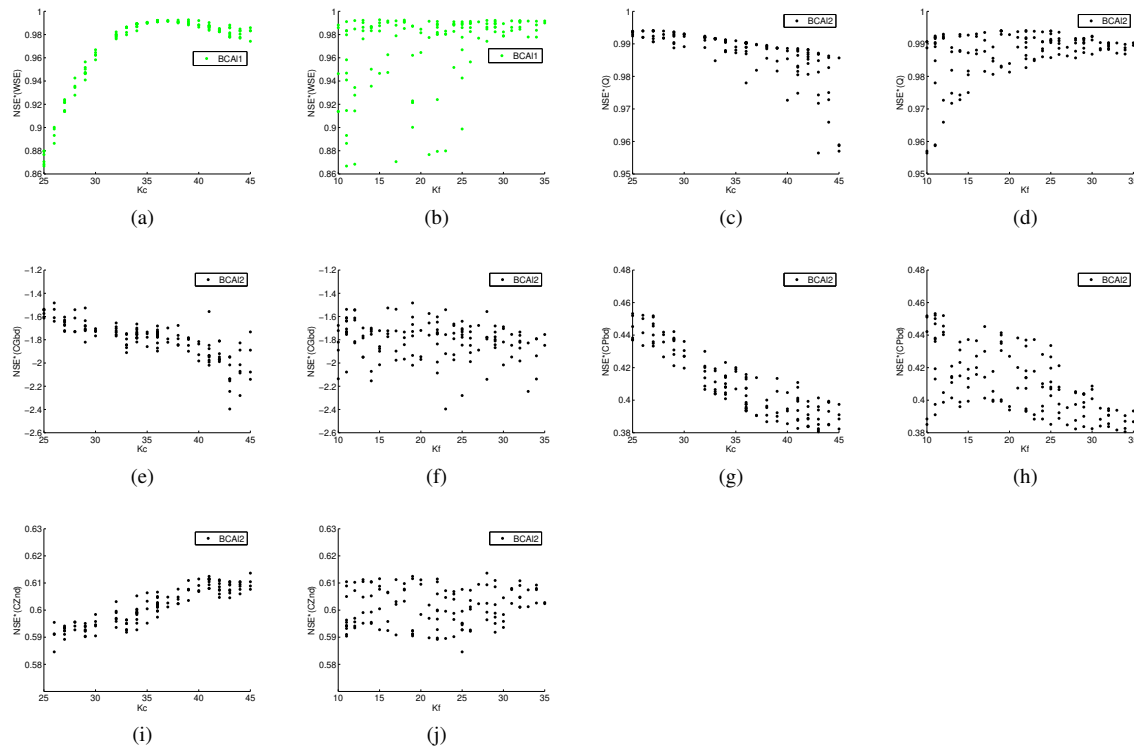 1
0.98
0.96
0.94
0.92
0.9
0.88
0.86
25 30 35 40 45
NSE*(WSE)
Kc
BCAI1
(a)
1
0.98
0.96
0.94
0.92
0.9
0.88
0.86
10 15 20 25 30 35
NSE*(WSE)
Kf
BCAI1
(b)
1
0.99
0.98
0.97
0.96
0.95
25 30 35 40 45
NSE*(Q)
Kc
BCAI2
(c)
1
0.99
0.98
0.97
0.96
0.95
10 15 20 25 30 35
NSE*(Q)
Kf
BCAI2
(d)
−1.2
−1.4
−1.6
−1.8
−2
−2.2
−2.4
−2.6
25 30 35 40 45
NSE*(CGbd)
Kc
BCAI2
(e)
−1.2
−1.4
−1.6
−1.8
−2
−2.2
−2.4
−2.6
10 15 20 25 30 35
NSE*(CGbd)
Kf
BCAI2
(f)
0.48
0.46
0.44
0.42
0.4
0.38
25 30 35 40 45
NSE*(CPbd)
Kc
BCAI2
(g)
0.48
0.46
0.44
0.42
0.4
0.38
10 15 20 25 30 35
NSE*(CPbd)
Kf
BCAI2
(h)
0.63
0.62
0.61
0.6
0.59
0.58
25 30 35 40 45
NSE*(CZnd)
Kc
BCAI2
(i)
0.63
0.62
0.61
0.6
0.59
0.58
10 15 20 25 30 35
NSE*(CZnd)
Kf
BCAI2
(j)